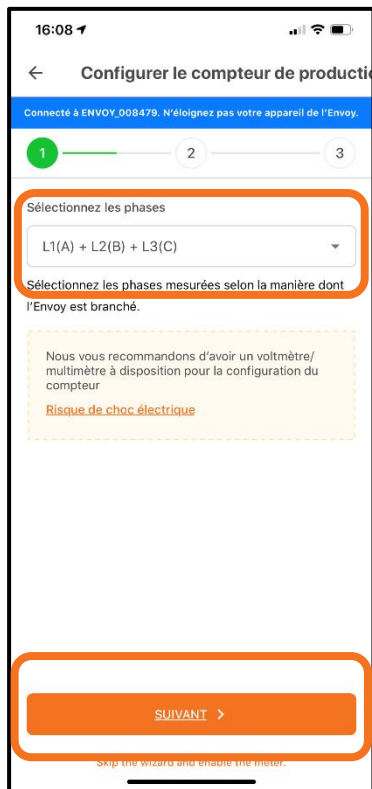 16:08
Configurer le compteur de productio
Connecté à ENVOY_008479. N'éloignez pas votre appareil de l'Envoy.
1 2 3
Sélectionnez les phases
L1(A) + L2(B) + L3(C)
Sélectionnez les phases mesurées selon la manière dont
l'Envoy est branché.
Nous vous recommandons d'avoir un voltmètre/
multimètre à disposition pour la configuration du
compteur
Risque de choc électrique
SUIVANT
Skip the wizard and enable the meter.